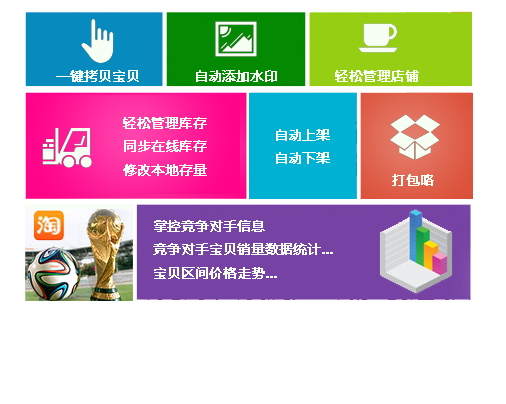 一键拷贝宝贝
自动添加水印
轻松管理店铺
轻松管理库存
同步在线库存
修改本地存量
自动上架
自动下架
打包咯
淘
掌控竞争对手信息
竞争对手宝贝销量数据统计...
宝贝区间价格走势...